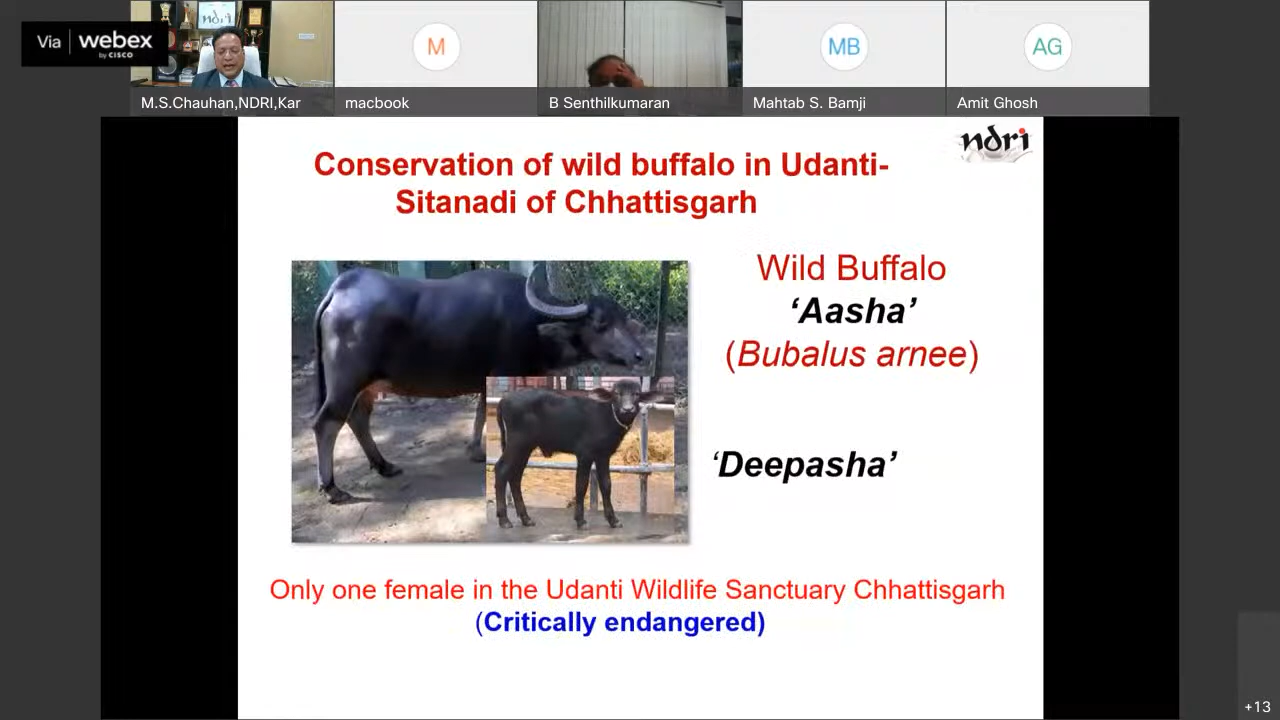 Via webex
by CISCO
M.S.Chauhan,NDRI,Kar
M
macbook
B Senthilkumaran
MB
Mahtab S. Bamji
AG
Amit Ghosh
ndri
Conservation of wild buffalo in Udanti-
Sitanadi of Chhattisgarh
Wild Buffalo
‘Aasha’
(Bubalus arnee)
‘Deepasha’
Only one female in the Udanti Wildlife Sanctuary Chhattisgarh
(Critically endangered)
+13